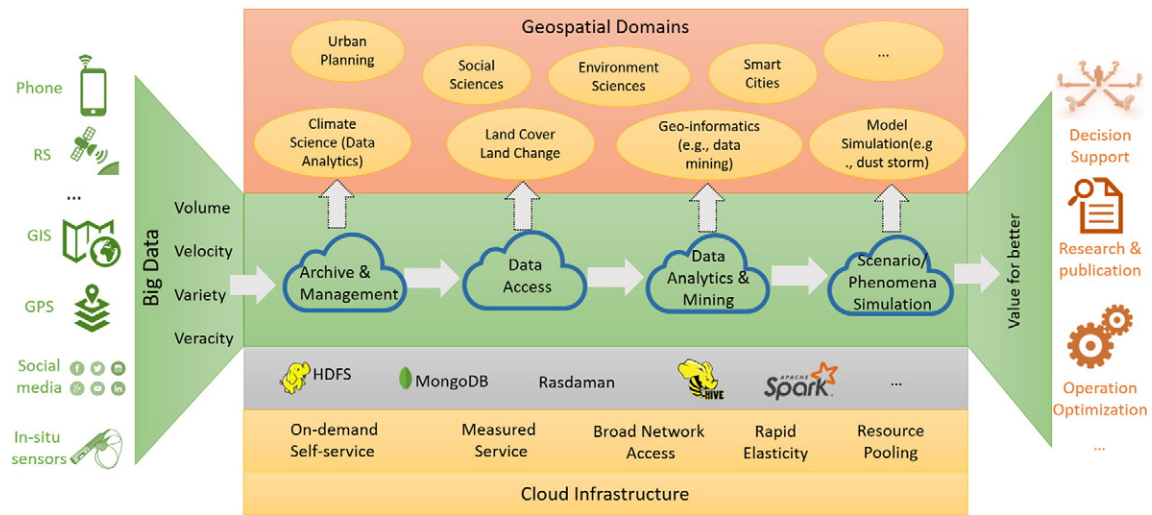 Geospatial Domains
Urban
Planning
Social
Sciences
Environment
Sciences
Smart
Cities
...
Climate
Science (Data
Analytics)
Land Cover
Land Change
Geo-informatics
(e.g., data
mining)
Model
Simulation(e.g
., dust storm)
Phone
RS
...
GIS
GPS
Social
media
In-situ
sensors
Big Data
Volume
Velocity
Variety
Veracity
Archive &
Management
Data
Access
Data
Analytics &
Mining
Scenario/
Phenomena
Simulation
Value for better
Decision
Support
Research &
publication
Operation
Optimization
...
HDFS
MongoDB
Rasdaman
HIVE
APACHE
Spark
...
On-demand
Self-service
Measured
Service
Broad Network
Access
Rapid
Elasticity
Resource
Pooling
Cloud Infrastructure